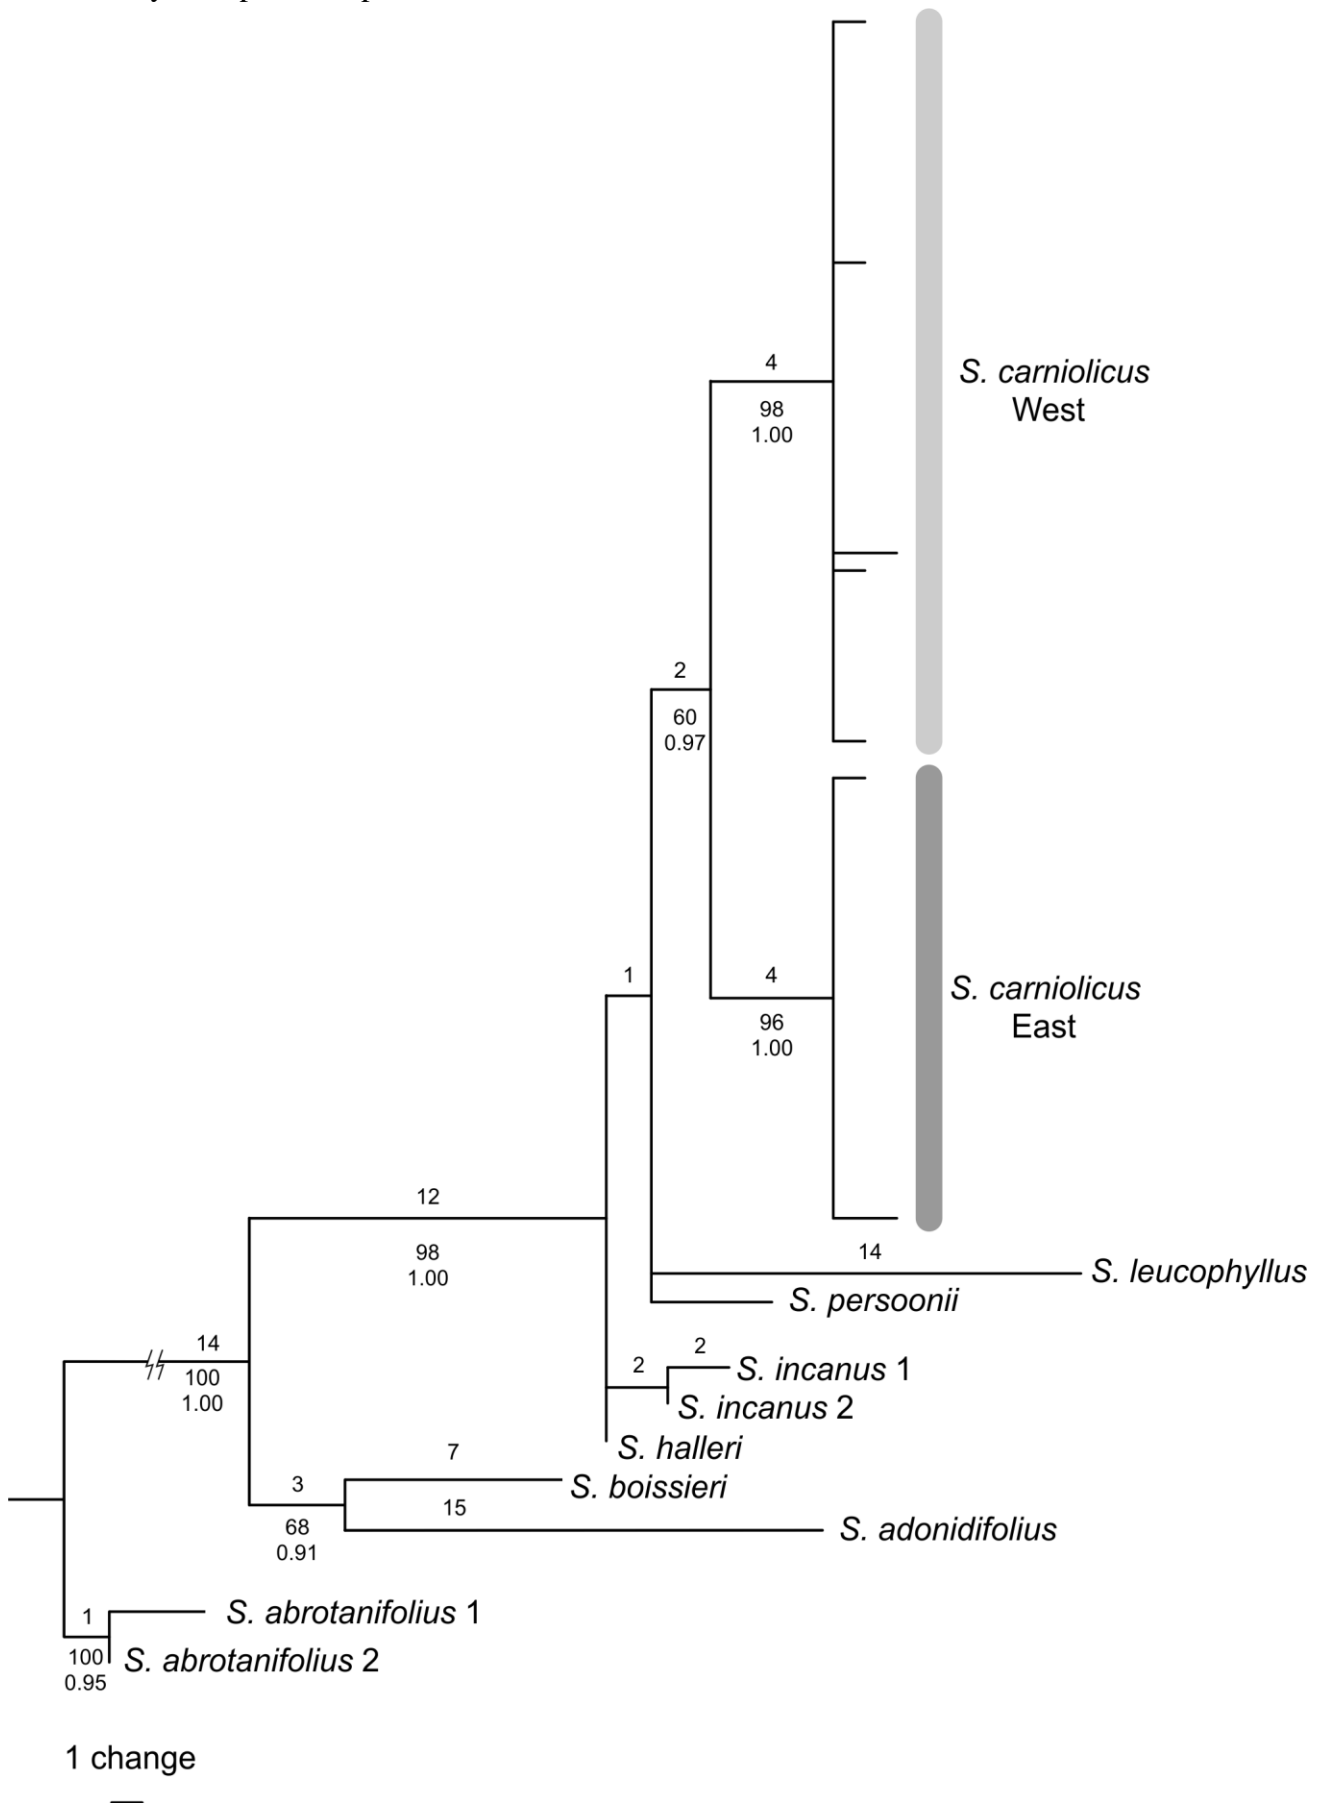 4
98
1.00
S. carniolicus
West
2
60
0.97
1
4
96
1.00
S. carniolicus
East
12
98
1.00
14
S. leucophyllus
S. persoonii
14
100
1.00
2
2
S. incanus 1
S. incanus 2
S. halleri
7
S. boissieri
3
68
0.91
15
S. adonidifolius
1
100
0.95
S. abrotanifolius 1
S. abrotanifolius 2
1 change